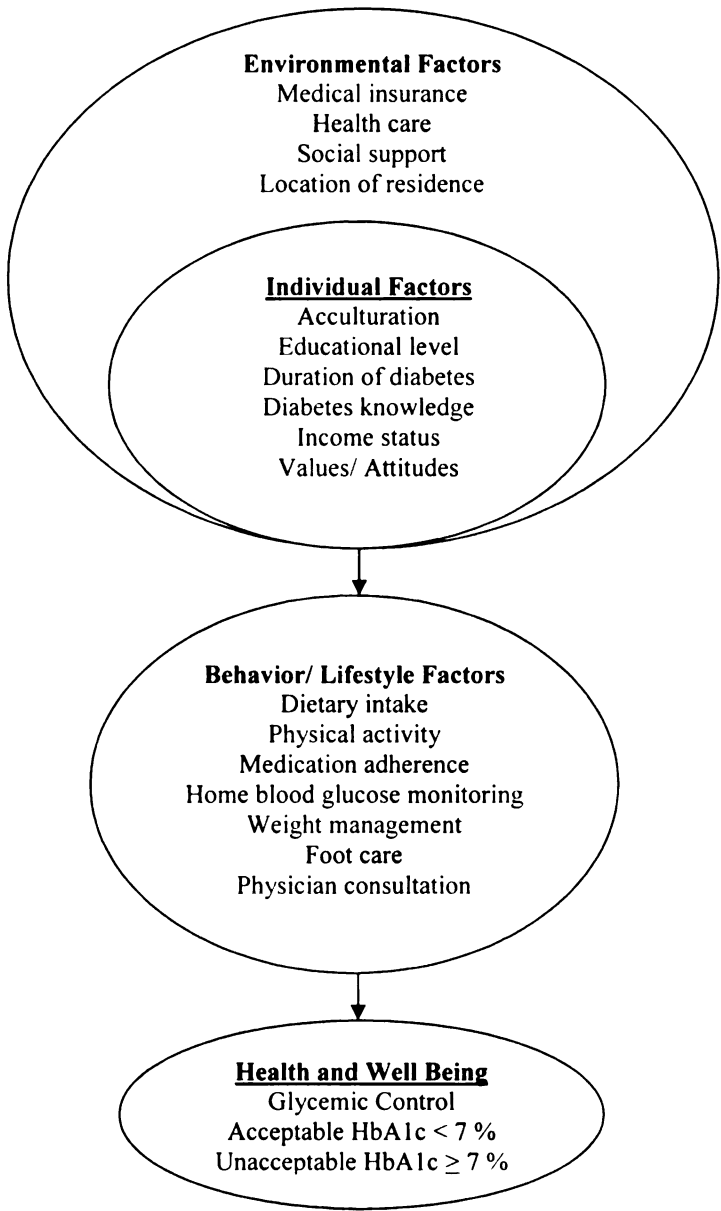 Environmental Factors
Medical insurance
Health care
Social support
Location of residence
Individual Factors
Acculturation
Educational level
Duration of diabetes
Diabetes knowledge
Income status
Values/ Attitudes
Behavior/ Lifestyle Factors
Dietary intake
Physical activity
Medication adherence
Home blood glucose monitoring
Weight management
Foot care
Physician consultation
Health and Well Being
Glycemic Control
Acceptable HbA1c < 7 %
Unacceptable HbA1c ≥ 7 %